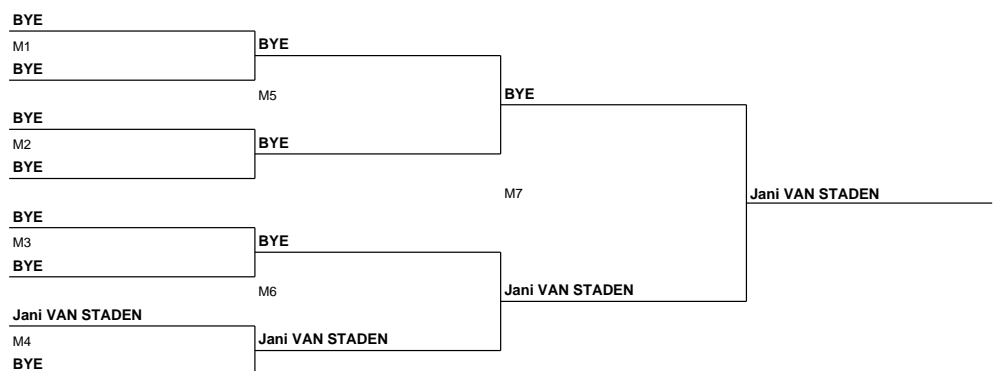 BYE
M1
BYE
BYE
M5
BYE
BYE
M2
BYE
BYE
M7
Jani VAN STADEN
BYE
M3
BYE
BYE
M6
Jani VAN STADEN
Jani VAN STADEN
M4
Jani VAN STADEN
BYE